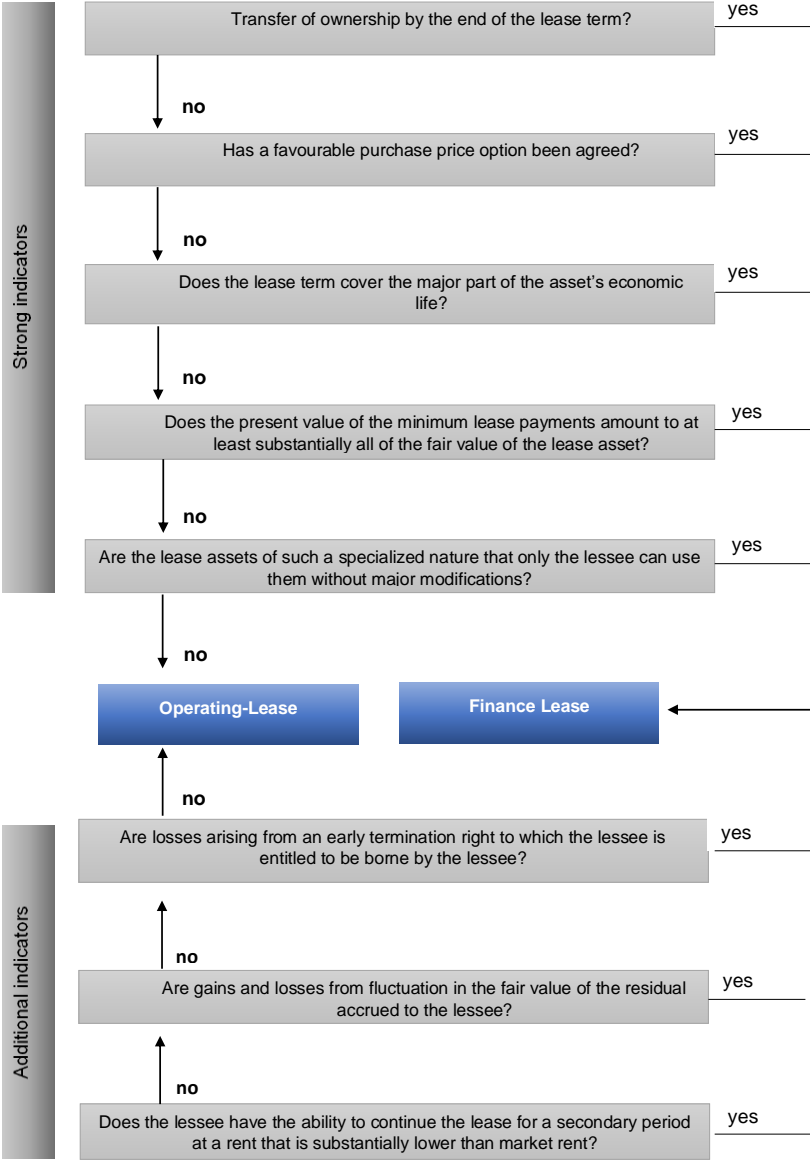 Strong indicators
Transfer of ownership by the end of the lease term?
yes
no
Has a favourable purchase price option been agreed?
yes
no
Does the lease term cover the major part of the asset's economic
life?
yes
no
Does the present value of the minimum lease payments amount to at
least substantially all of the fair value of the lease asset?
yes
no
Are the lease assets of such a specialized nature that only the lessee can use
them without major modifications?
yes
no
Operating-Lease
Finance Lease
no
Additional indicators
Are losses arising from an early termination right to which the lessee is
entitled to be borne by the lessee?
yes
no
Are gains and losses from fluctuation in the fair value of the residual
accrued to the lessee?
yes
no
Does the lessee have the ability to continue the lease for a secondary period
at a rent that is substantially lower than market rent?
yes